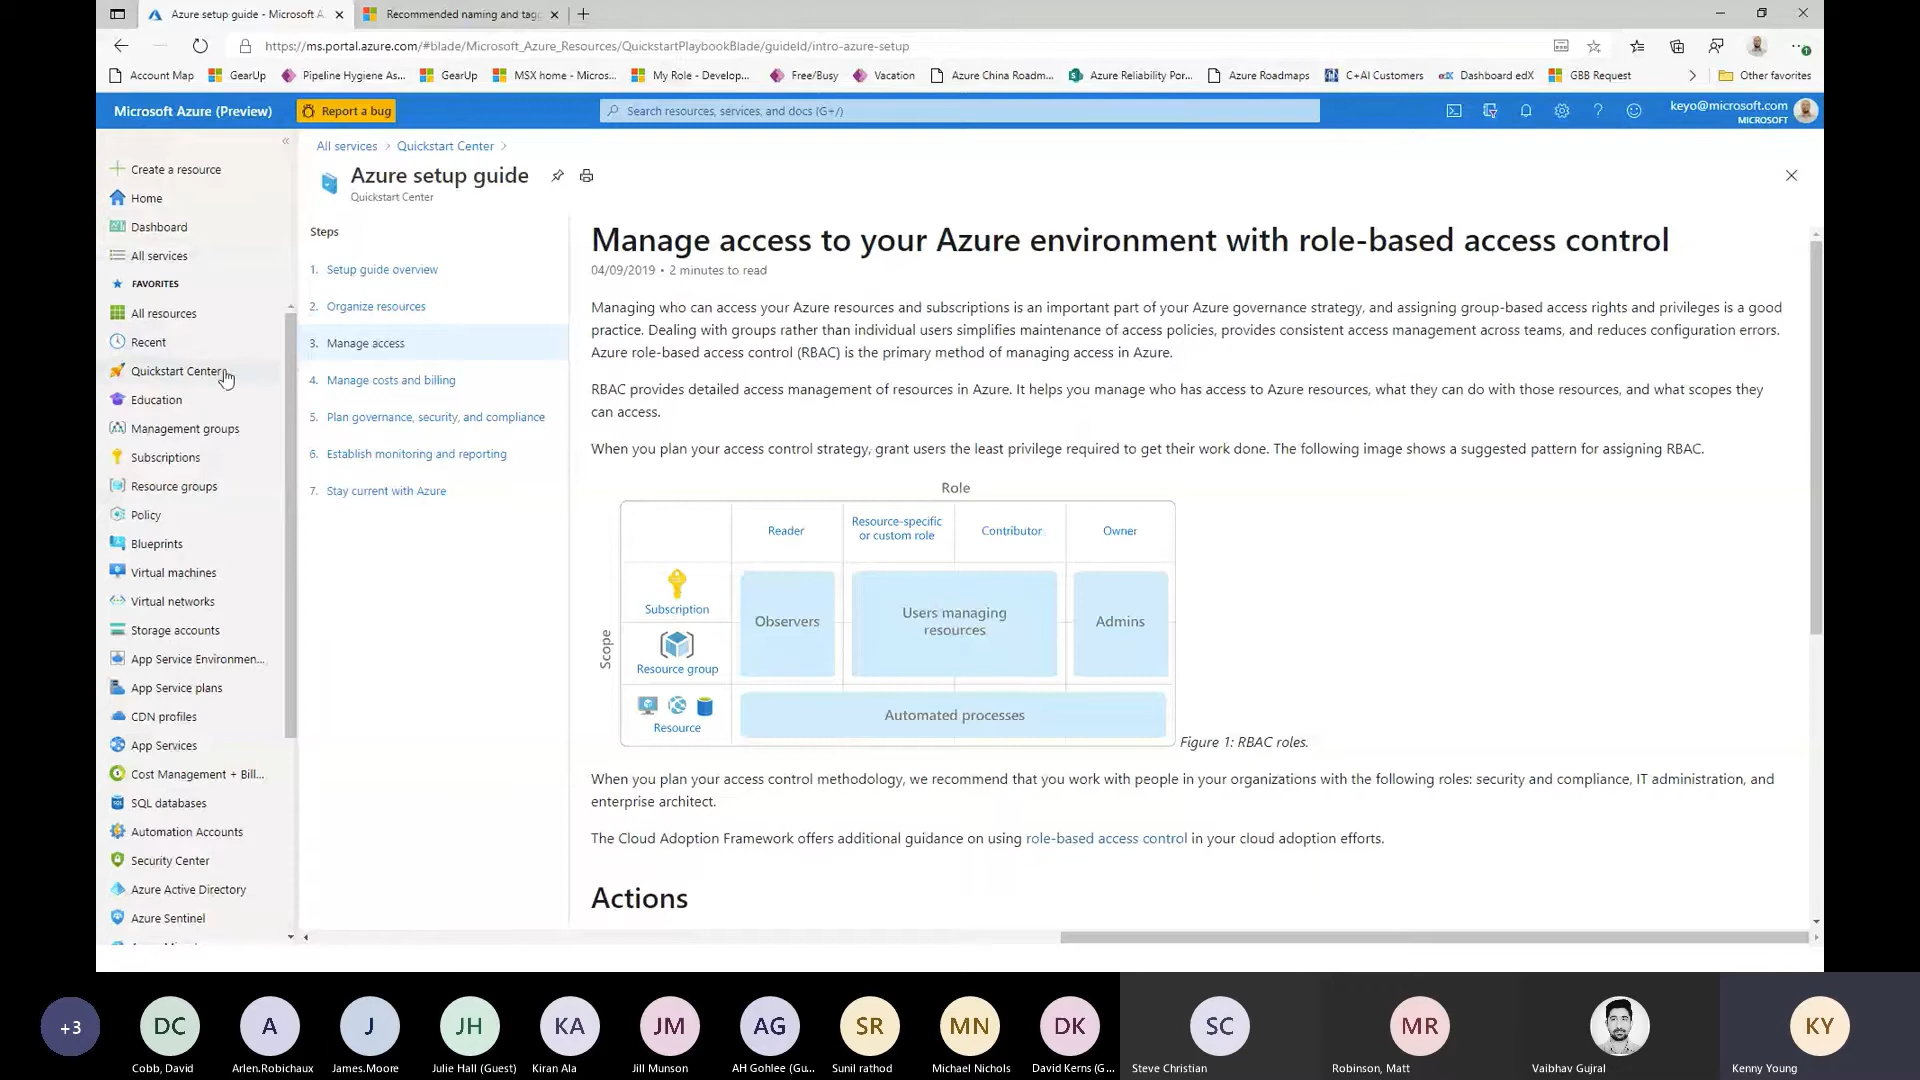 Azure setup guide - Microsoft A
Recommended naming and tagg
https://ms.portal.azure.com/#blade/Microsoft_Azure_Resources/QuickstartPlaybookBlade/guideId/intro-azure-setup
Account Map
GearUp
Pipeline Hygiene As...
GearUp
MSX home - Micros...
My Role - Develop...
Free/Busy
Vacation
Azure China Roadm...
Azure Reliability Por...
Azure Roadmaps
C+AI Customers
edX Dashboard edX
GBB Request
Other favorites
Microsoft Azure (Preview)
Report a bug
Search resources, services, and docs (G+/)
keyo@microsoft.com
MICROSOFT
Create a resource
Home
Dashboard
All services
FAVORITES
All resources
Recent
Quickstart Center
Education
Management groups
Subscriptions
Resource groups
Policy
Blueprints
Virtual machines
Virtual networks
Storage accounts
App Service Environmen...
App Service plans
CDN profiles
App Services
Cost Management + Bill...
SQL databases
Automation Accounts
Security Center
Azure Active Directory
Azure Sentinel
All services > Quickstart Center >
Azure setup guide
Quickstart Center
Steps
1. Setup guide overview
2. Organize resources
3. Manage access
4. Manage costs and billing
5. Plan governance, security, and compliance
6. Establish monitoring and reporting
7. Stay current with Azure
Manage access to your Azure environment with role-based access control
04/09/2019 • 2 minutes to read
Managing who can access your Azure resources and subscriptions is an important part of your Azure governance strategy, and assigning group-based access rights and privileges is a good
practice. Dealing with groups rather than individual users simplifies maintenance of access policies, provides consistent access management across teams, and reduces configuration errors.
Azure role-based access control (RBAC) is the primary method of managing access in Azure.
RBAC provides detailed access management of resources in Azure. It helps you manage who has access to Azure resources, what they can do with those resources, and what scopes they
can access.
When you plan your access control strategy, grant users the least privilege required to get their work done. The following image shows a suggested pattern for assigning RBAC.
Role
Reader
Resource-specific
or custom role
Contributor
Owner
Scope
Subscription
Resource group
Resource
Observers
Users managing
resources
Admins
Automated processes
Figure 1: RBAC roles.
When you plan your access control methodology, we recommend that you work with people in your organizations with the following roles: security and compliance, IT administration, and
enterprise architect.
The Cloud Adoption Framework offers additional guidance on using role-based access control in your cloud adoption efforts.
Actions
+3
DC
A
J
JH
KA
JM
AG
SR
MN
DK
SC
MR
KY
Cobb, David
Arlen.Robichaux
James.Moore
Julie Hall (Guest)
Kiran Ala
Jill Munson
AH Gohlee (Gu...
Sunil rathod
Michael Nichols
David Kerns (G...
Steve Christian
Robinson, Matt
Vaibhav Gujral
Kenny Young